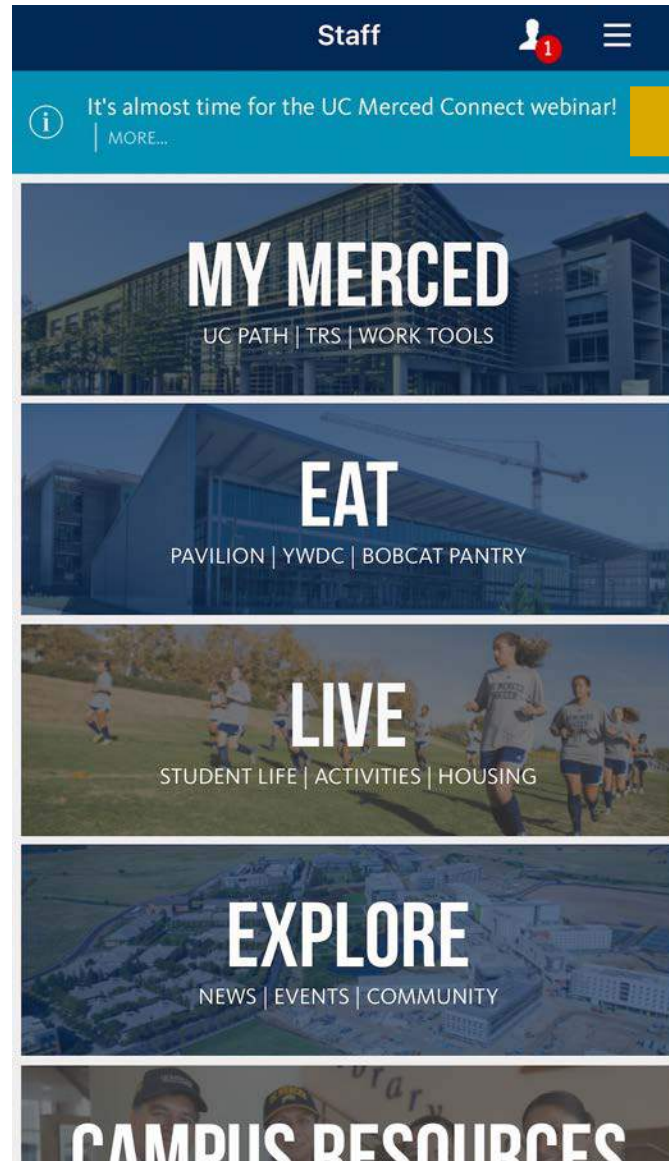 Staff
1
It's almost time for the UC Merced Connect webinar!
| MORE...
MY MERCED
UC PATH | TRS | WORK TOOLS
EAT
PAVILION | YWDC | BOBCAT PANTRY
LIVE
STUDENT LIFE | ACTIVITIES | HOUSING
EXPLORE
NEWS | EVENTS | COMMUNITY
CAMPUS RESOURCES